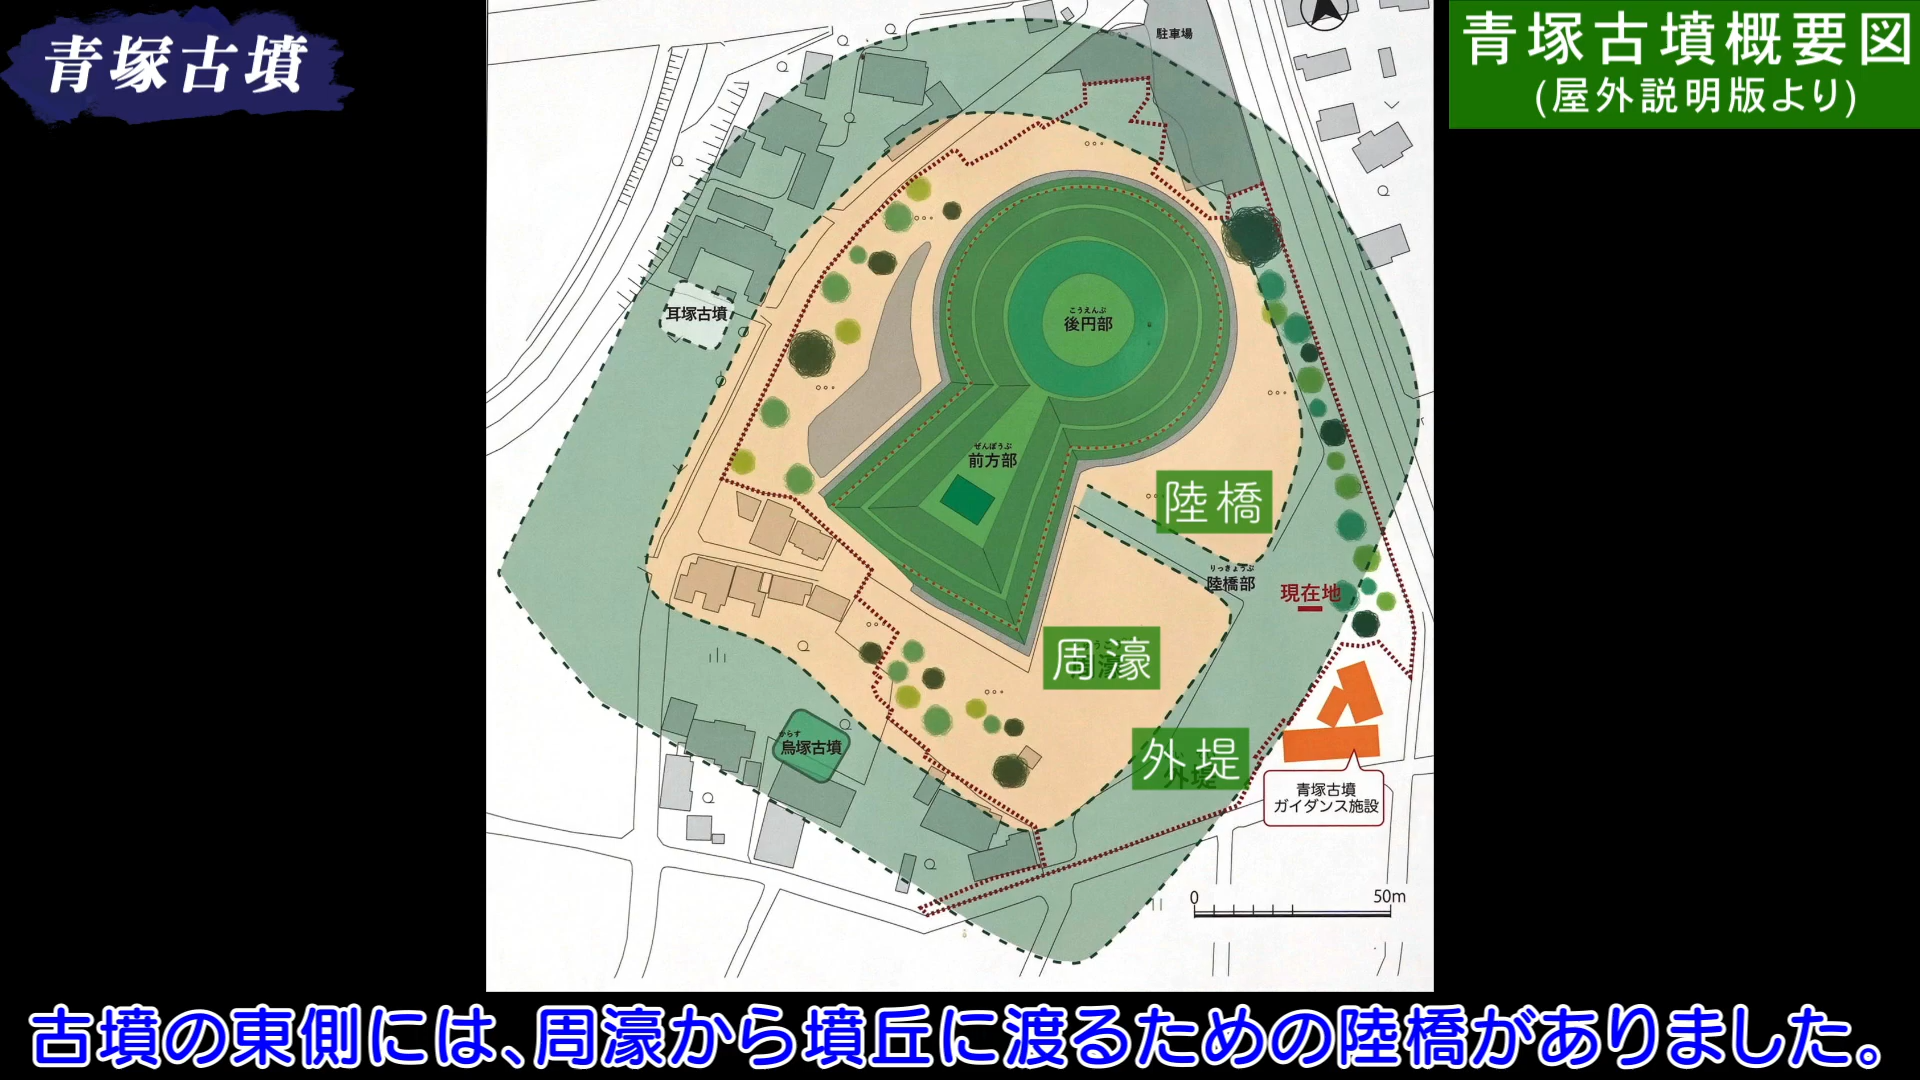 青塚古墳
青塚古墳概要図
(屋外説明版より)
駐車場
耳塚古墳
こうえんぶ
後円部
ぜんぽうぶ
前方部
陸橋
りっきょうぶ
陸橋部
現在地
周濠
外堤
からす
烏塚古墳
青塚古墳
ガイダンス施設
0 50m
古墳の東側には、周濠から墳丘に渡るための陸橋がありました。